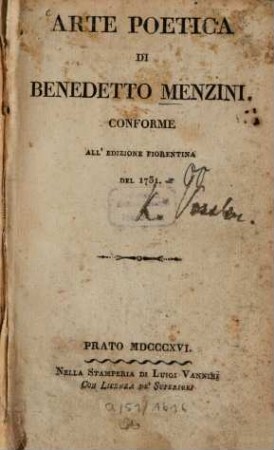 ARTE POETICA
DI
BENEDETTO MENZINI.
CONFORME
ALL' EDIZIONE FIORENTINA
DEL 1731.
K. Vossler.
PRATO MDCCCXVI.
NELLA STAMPERIA DI LUIGI VANNINI
Con Licenza de' Superiori